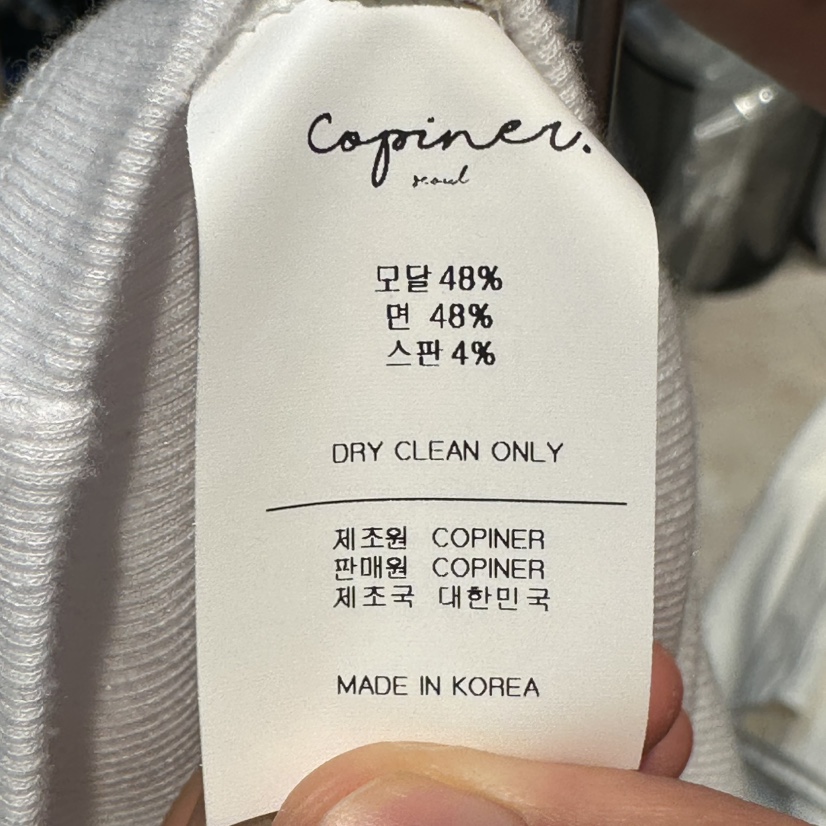 Copiner.
seoul
모달 48%
면 48%
스판 4%
DRY CLEAN ONLY
제조원 COPINER
판매원 COPINER
제조국 대한민국
MADE IN KOREA